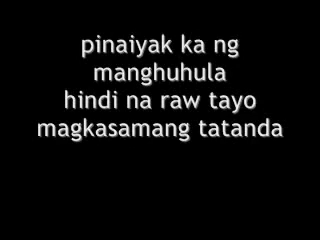 pinaiyak ka ng
manghuhula
hindi na raw tayo
magkasamang tatanda